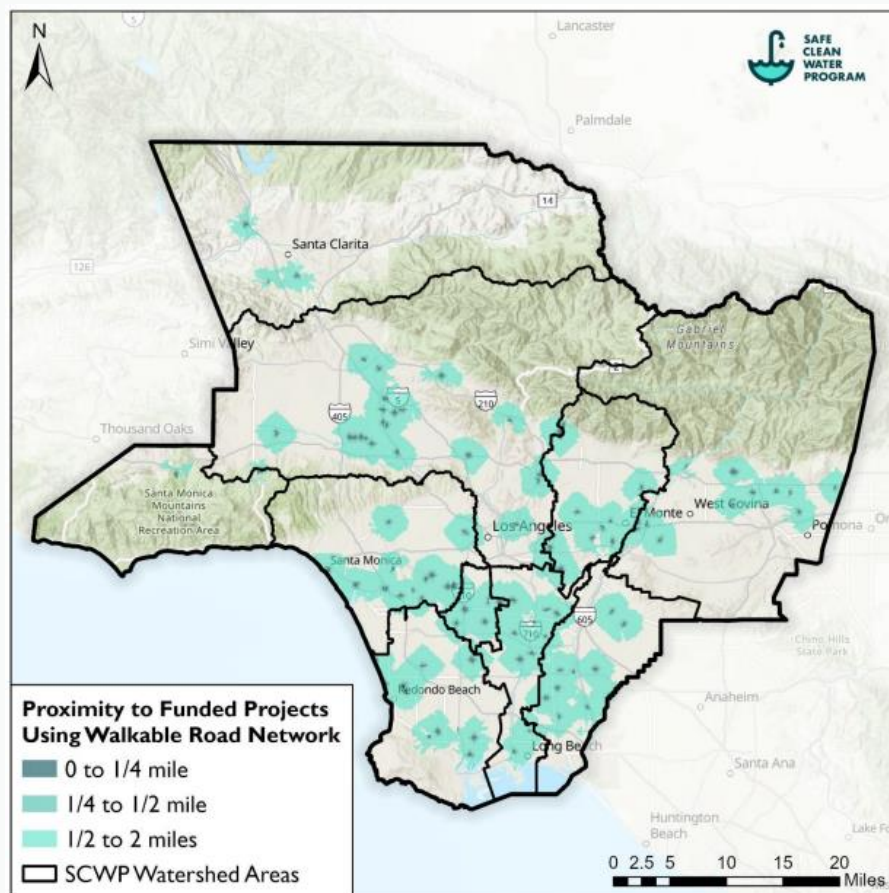 5
Lancaster
N
SAFE
CLEAN
WATER
PROGRAM
Palmdale
14
Santa Clarita
126
Gabriel
Mountains
Simi Valley
2
5
405
210
Thousand Oaks
Santa Monica
Mountains
National
Recreation Area
Los Angeles
El Monte
West Covina
Pomona
Santa Monica
710
605
Chino Hills
State Park
Redondo Beach
Anaheim
Long Beach
Santa Ana
Huntington
Beach
Lake Fo
Proximity to Funded Projects
Using Walkable Road Network
0 to 1/4 mile
1/4 to 1/2 mile
1/2 to 2 miles
SCWP Watershed Areas
0 2.5 5 10 15 20
Miles